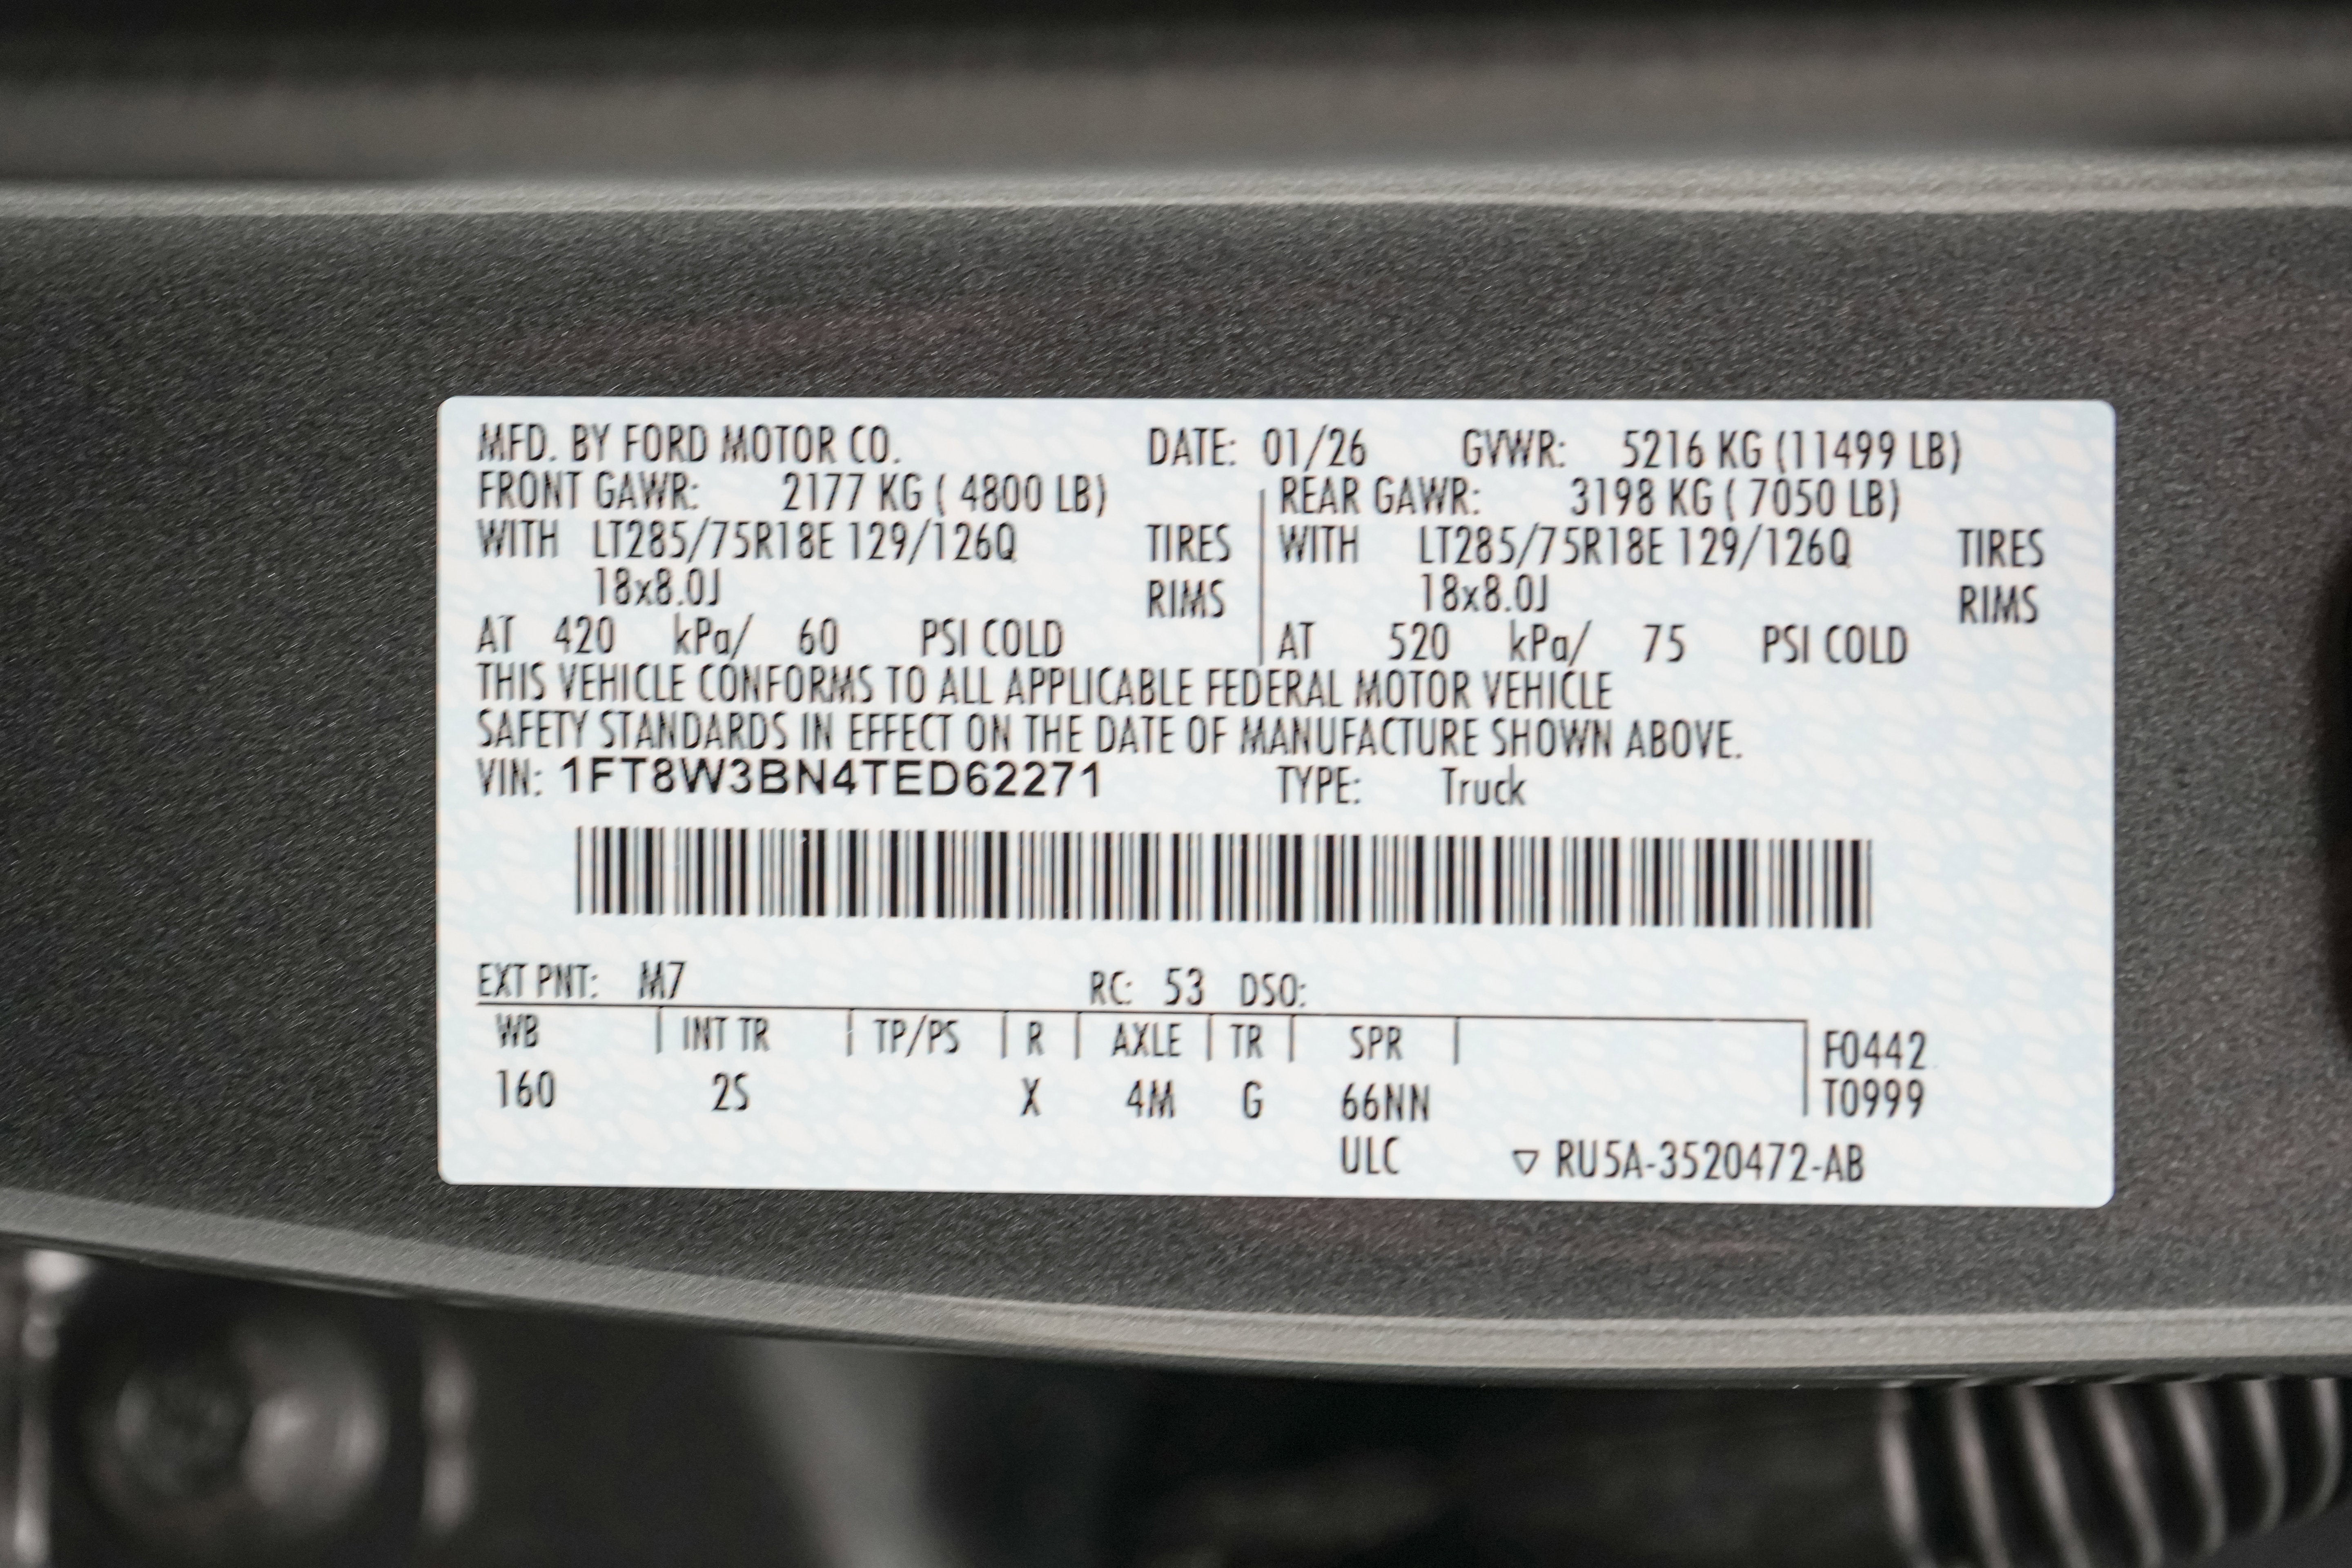 MFD. BY FORD MOTOR CO. DATE: 01/26 GVWR: 5216 KG (11499 LB)
FRONT GAWR: 2177 KG ( 4800 LB) REAR GAWR: 3198 KG ( 7050 LB)
WITH LT285/75R18E 129/126Q TIRES WITH LT285/75R18E 129/126Q TIRES
18x8.0J RIMS 18x8.0J RIMS
AT 420 kPa/ 60 PSI COLD AT 520 kPa/ 75 PSI COLD
THIS VEHICLE CONFORMS TO ALL APPLICABLE FEDERAL MOTOR VEHICLE
SAFETY STANDARDS IN EFFECT ON THE DATE OF MANUFACTURE SHOWN ABOVE.
VIN: 1FT8W3BN4TED62271 TYPE: Truck
EXT PNT: M7 RC: 53 DSO:
WB INT TR TP/PS R AXLE TR SPR F0442
160 2S X 4M G 66NN T0999
ULC ▽ RU5A-3520472-AB